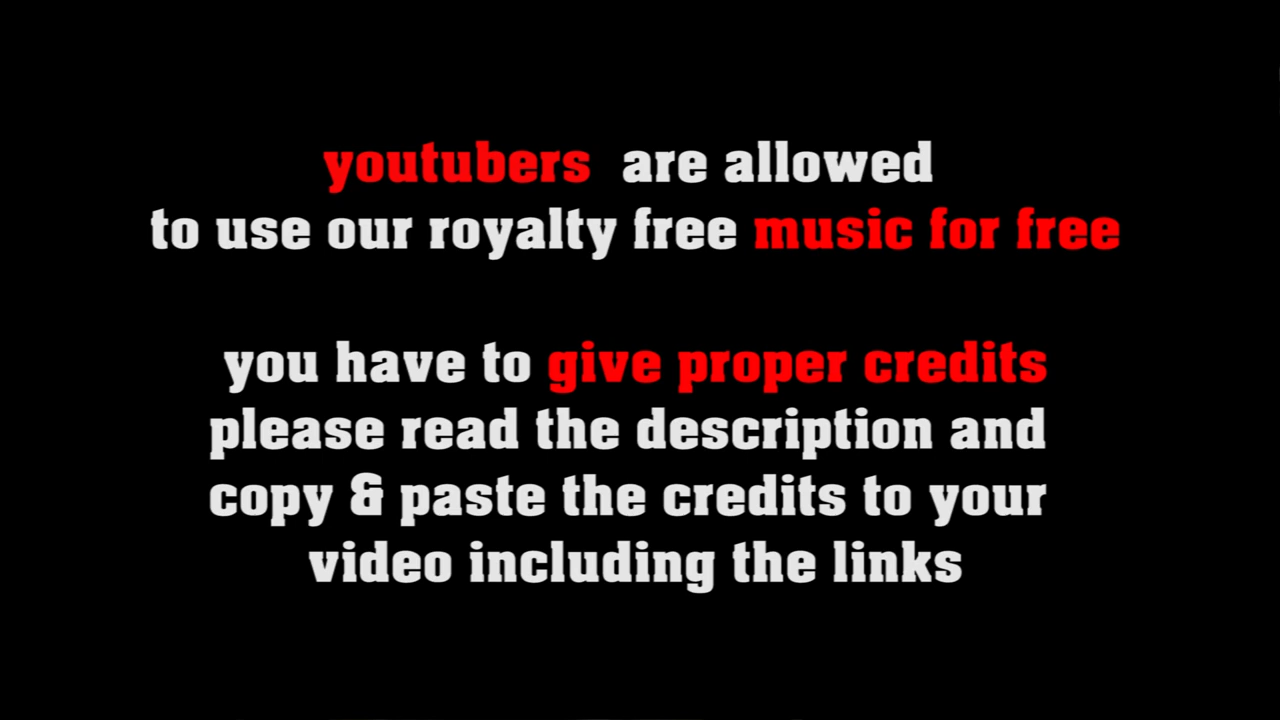 youtubers are allowed
to use our royalty free music for free
you have to give proper credits
please read the description and
copy & paste the credits to your
video including the links